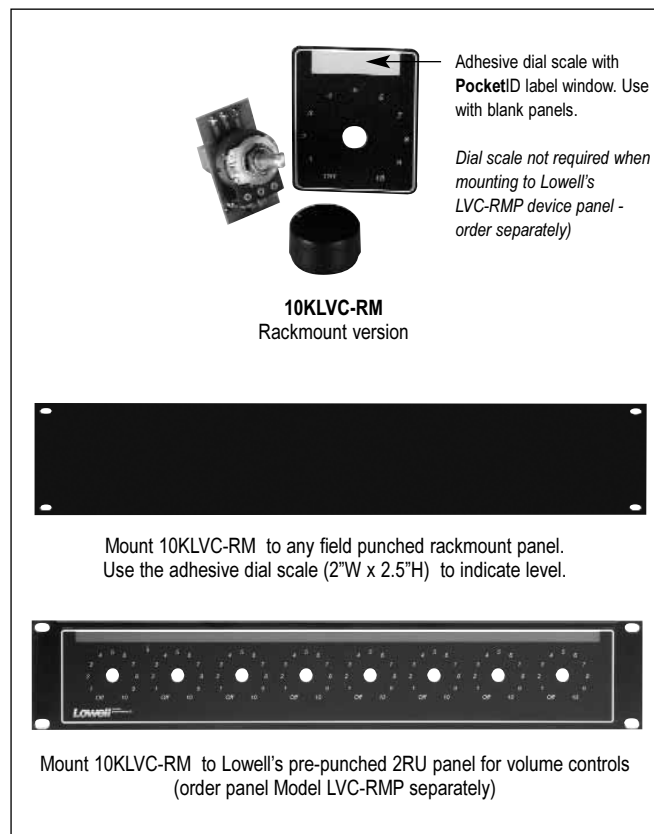 Adhesive dial scale with
PocketID label window. Use
with blank panels.
Dial scale not required when
mounting to Lowell's
LVC-RMP device panel -
order separately)
10KLVC-RM
Rackmount version
Mount 10KLVC-RM to any field punched rackmount panel.
Use the adhesive dial scale (2”W x 2.5”H) to indicate level.
Lowell
Mount 10KLVC-RM to Lowell's pre-punched 2RU panel for volume controls
(order panel Model LVC-RMP separately)